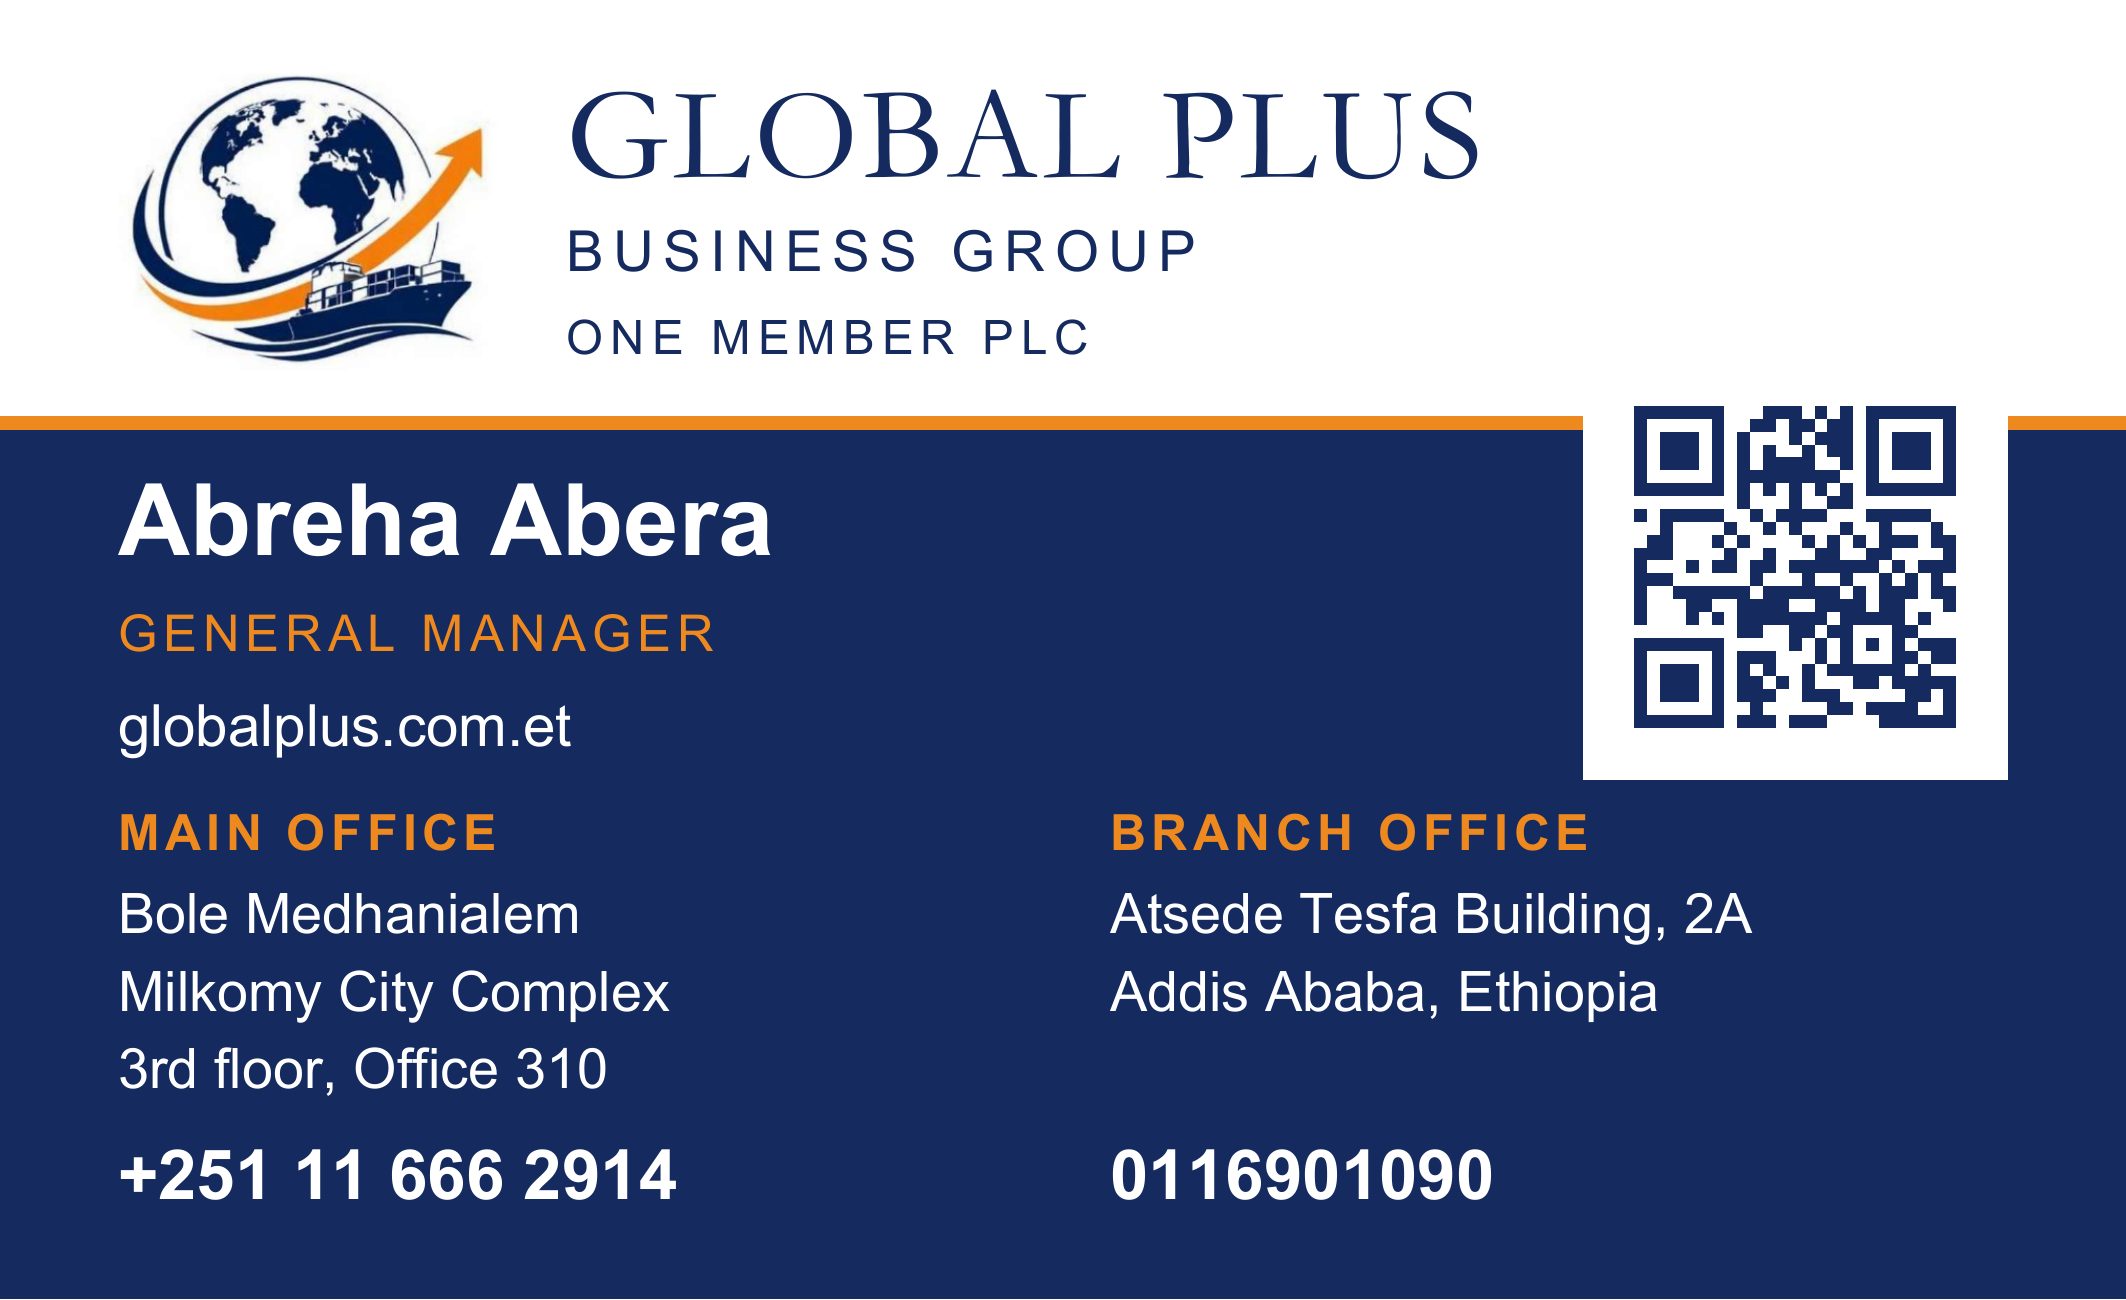 GLOBAL PLUS
BUSINESS GROUP
ONE MEMBER PLC
Abreha Abera
GENERAL MANAGER
globalplus.com.et
MAIN OFFICE
Bole Medhanialem
Milkomy City Complex
3rd floor, Office 310
+251 11 666 2914
BRANCH OFFICE
Atsede Tesfa Building, 2A
Addis Ababa, Ethiopia
0116901090